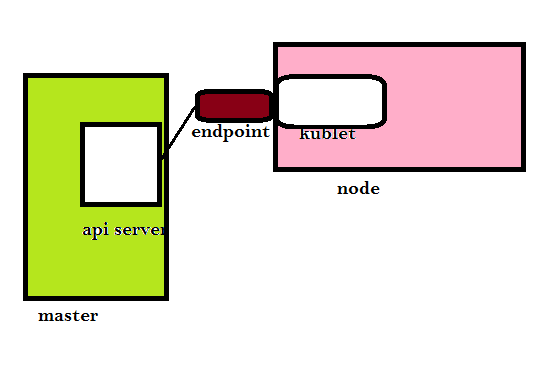 endpoint
kublet
node
api server
master